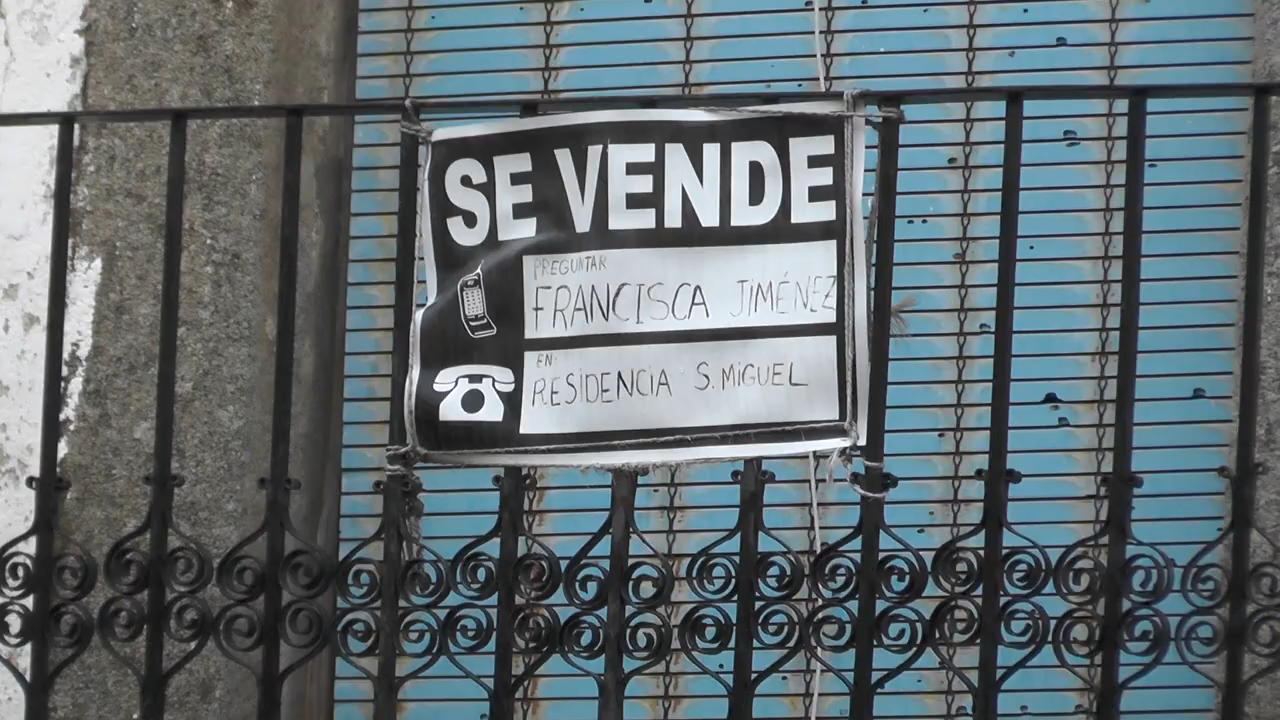 SE VENDE
PREGUNTAR
FRANCISCA JIMÉNEZ
EN:
RESIDENCIA S. MIGUEL